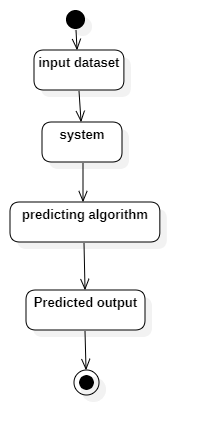 input dataset
system
predicting algorithm
Predicted output